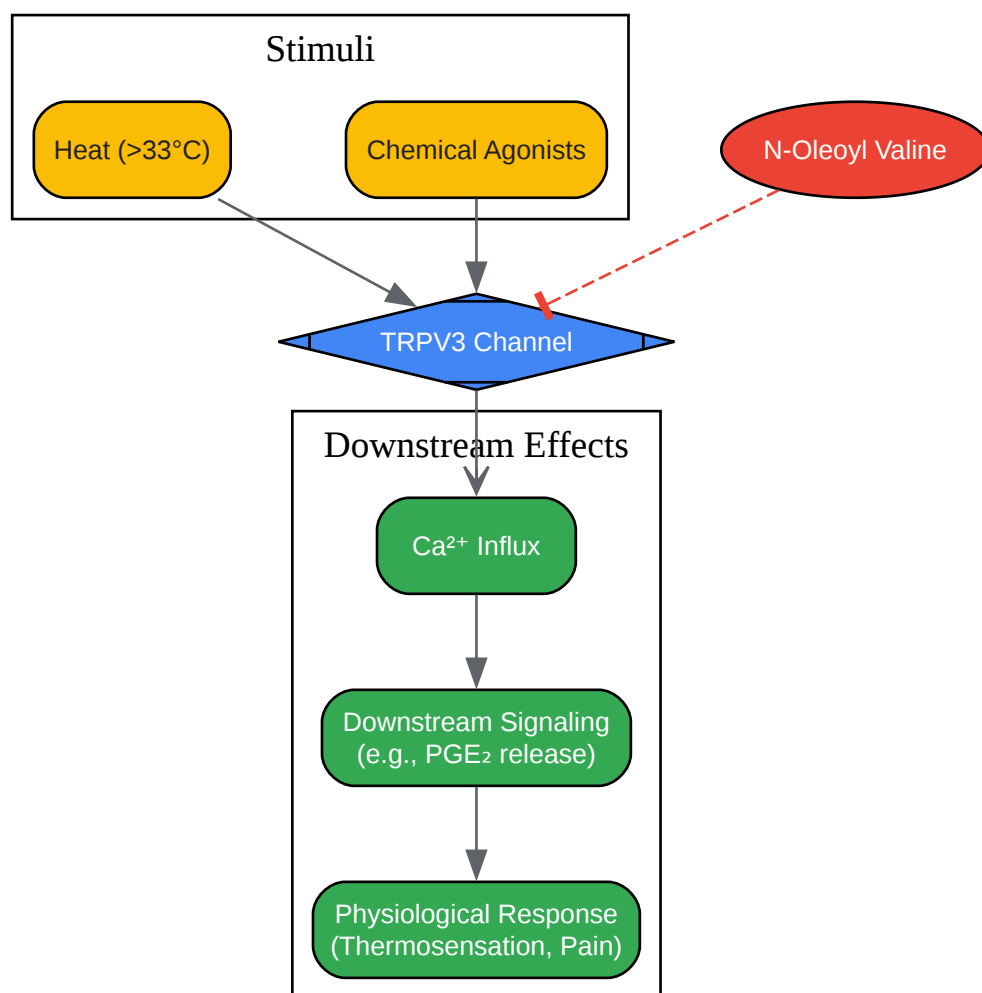 Stimuli
Heat (>33°C)
Chemical Agonists
N-Oleoyl Valine
TRPV3 Channel
Downstream Effects
Ca²⁺ Influx
Downstream Signaling
(e.g., PGE₂ release)
Physiological Response
(Thermosensation, Pain)